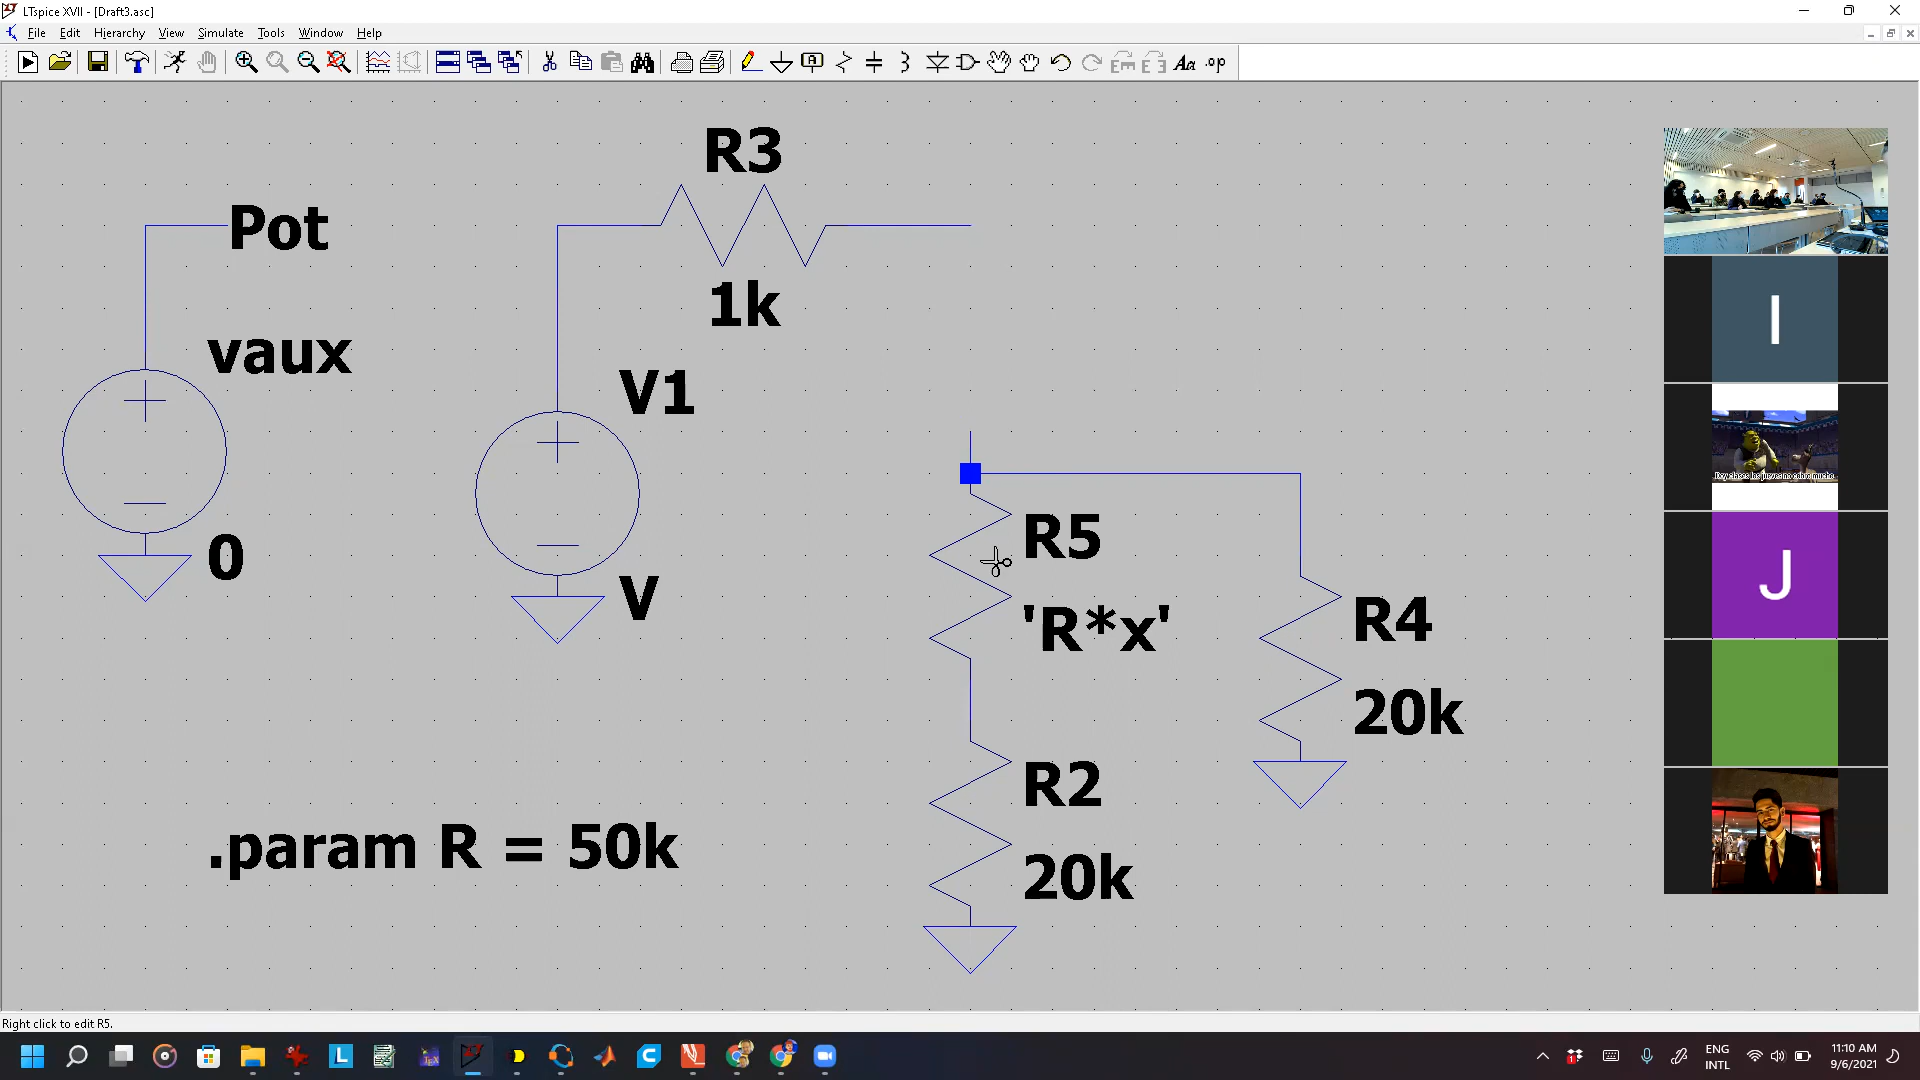 LTspice XVII - [Draft3.asc]
File Edit Hierarchy View Simulate Tools Window Help
.op
R3
Pot
1k
vaux
V1
R5
0
V
'R*x'
R4
20k
R2
.param R = 50k
20k
I
J
Right click to edit R5.
ENG
INTL
11:10 AM
9/6/2021